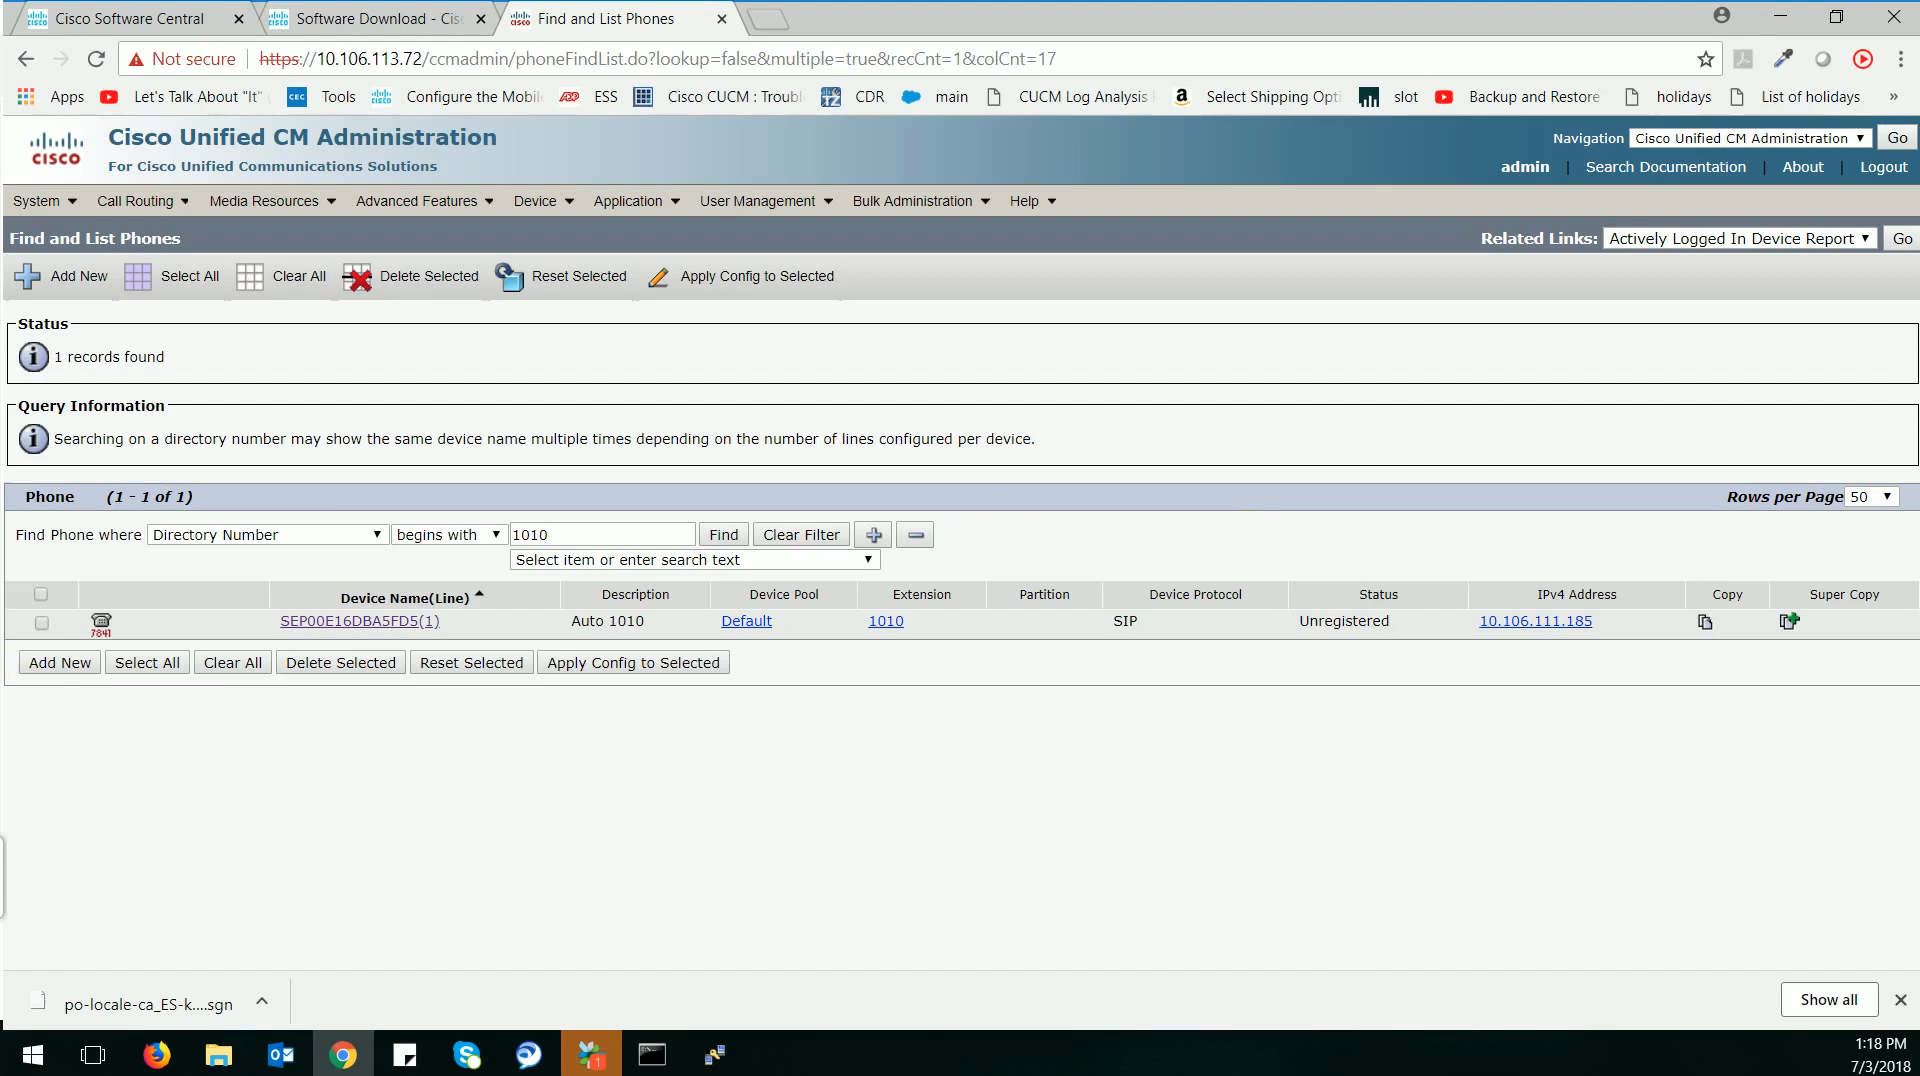 Cisco Software Central
Software Download - Cis
Find and List Phones
Not secure https://10.106.113.72/ccmadmin/phoneFindList.do?lookup=false&multiple=true&recCnt=1&colCnt=17
Apps Let's Talk About "It" CEC Tools Configure the Mobil ADP ESS Cisco CUCM : Troubl TZ CDR main CUCM Log Analysis Select Shipping Opti slot Backup and Restore holidays List of holidays »
cisco
Cisco Unified CM Administration
For Cisco Unified Communications Solutions
Navigation Cisco Unified CM Administration Go
admin | Search Documentation | About | Logout
System Call Routing Media Resources Advanced Features Device Application User Management Bulk Administration Help
Find and List Phones
Related Links: Actively Logged In Device Report Go
Add New Select All Clear All Delete Selected Reset Selected Apply Config to Selected
Status
1 records found
Query Information
Searching on a directory number may show the same device name multiple times depending on the number of lines configured per device.
Phone (1 - 1 of 1) Rows per Page 50
Find Phone where Directory Number begins with 1010 Find Clear Filter
Select item or enter search text
Device Name(Line) Description Device Pool Extension Partition Device Protocol Status IPv4 Address Copy Super Copy
7841 SEP00E16DBA5FD5(1) Auto 1010 Default 1010 SIP Unregistered 10.106.111.185
Add New Select All Clear All Delete Selected Reset Selected Apply Config to Selected
po-locale-ca_ES-k....sgn
Show all
1
1:18 PM
7/3/2018